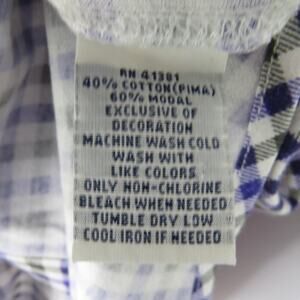 RN 41381
40% COTTON(PIMA)
60% MODAL
EXCLUSIVE OF
DECORATION
MACHINE WASH COLD
WASH WITH
LIKE COLORS
ONLY NON-CHLORINE
BLEACH WHEN NEEDED
TUMBLE DRY LOW
COOL IRON IF NEEDED